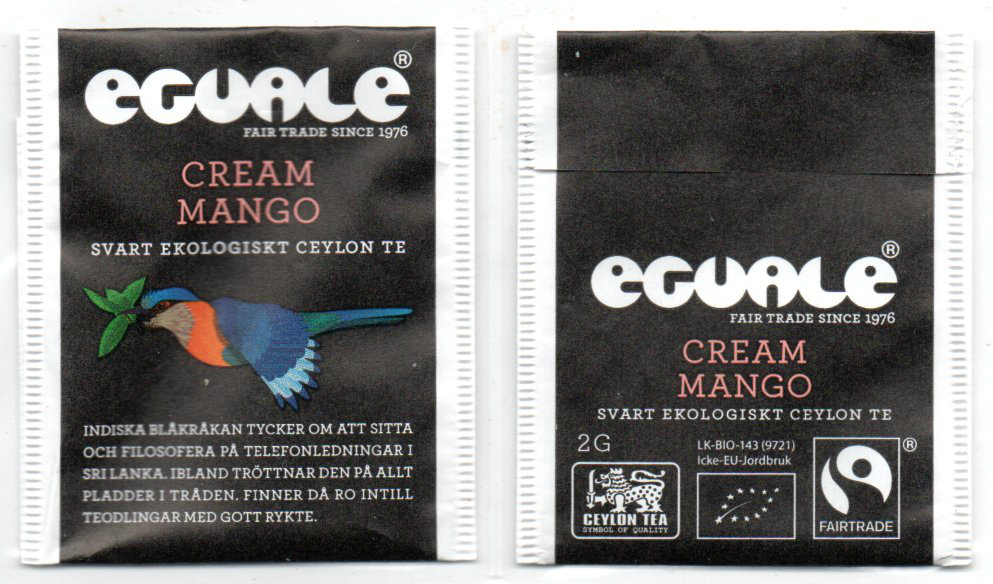 eguale®
FAIR TRADE SINCE 1976
CREAM
MANGO
SVART EKOLOGISKT CEYLON TE
INDISKA BLÅKRÅKAN TYCKER OM ATT SITTA
OCH FILOSOFERA PÅ TELEFONLEDNINGAR I
SRI LANKA. IBLAND TRÖTTNAR DEN PÅ ALLT
PLADDER I TRÅDEN. FINNER DÅ RO INTILL
TEODLINGAR MED GOTT RYKTE.
eguale®
FAIR TRADE SINCE 1976
CREAM
MANGO
SVART EKOLOGISKT CEYLON TE
2G
LK-BIO-143 (9721)
Icke-EU-Jordbruk
CEYLON TEA
SYMBOL OF QUALITY
FAIRTRADE
®